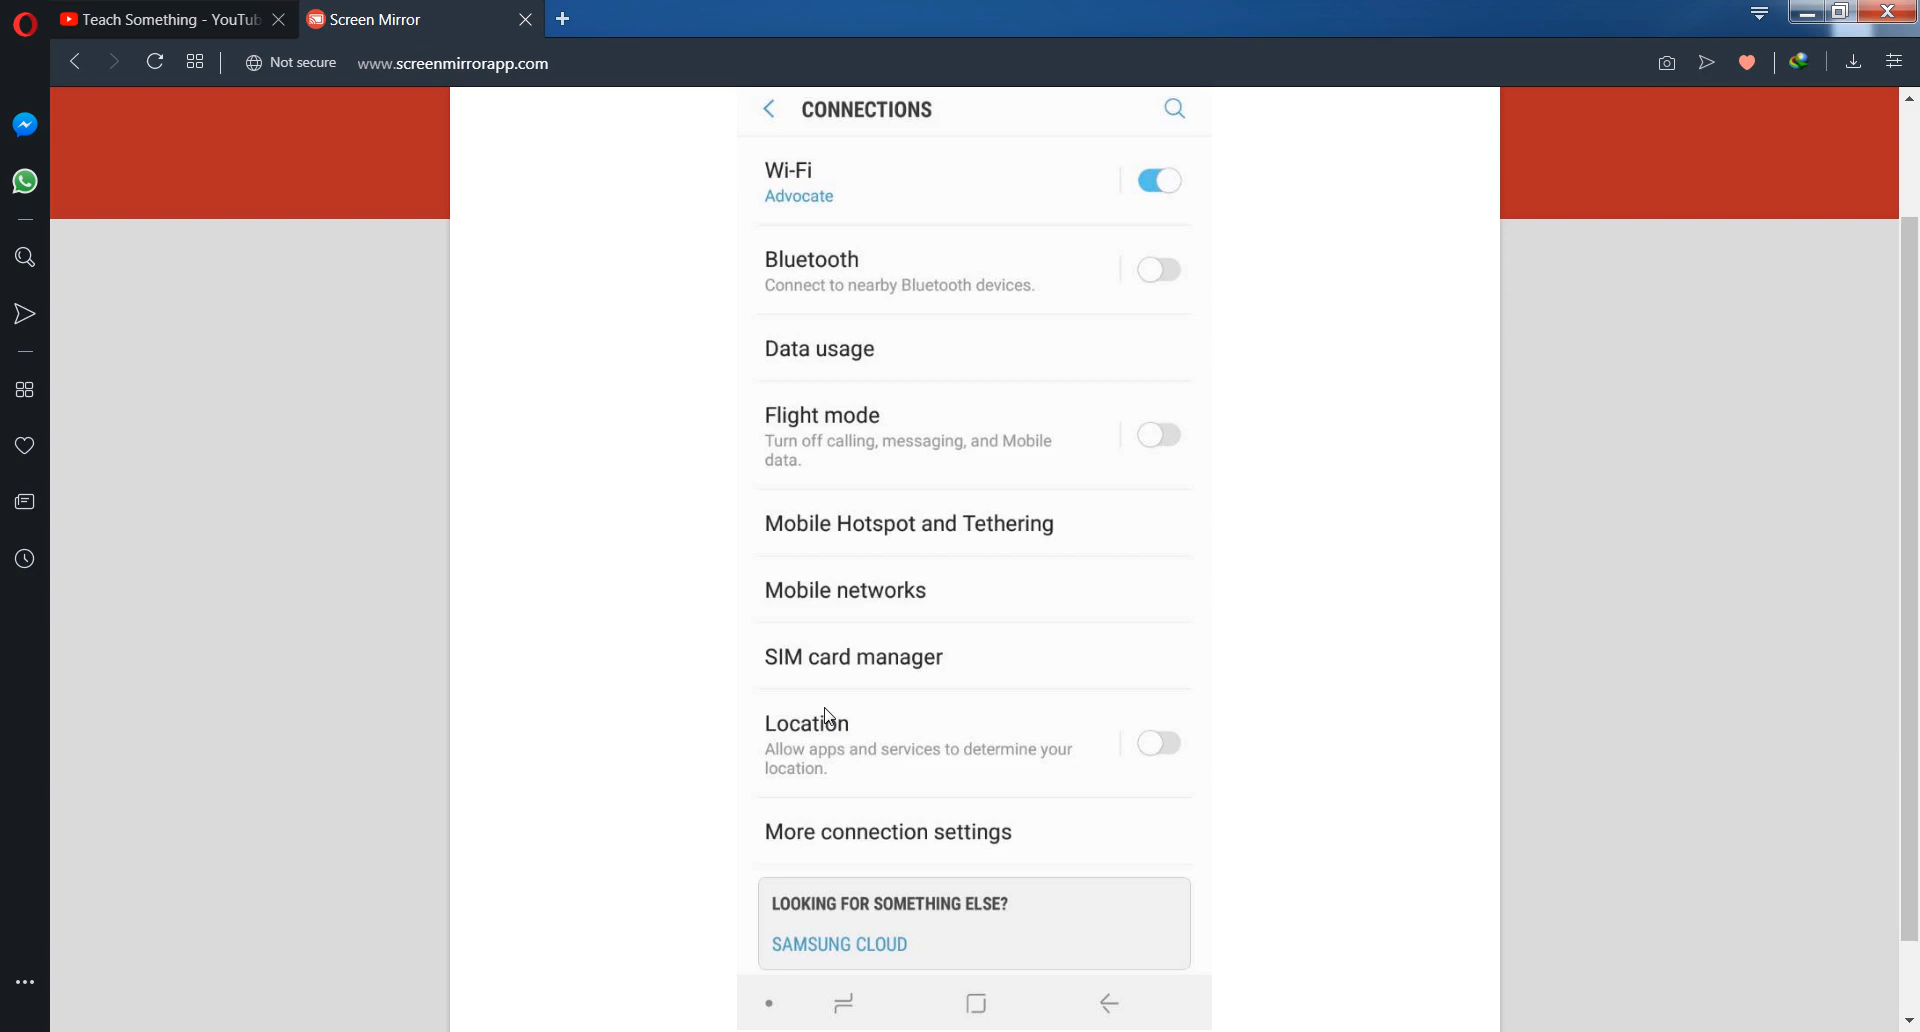 Teach Something - YouTub
Screen Mirror
Not secure
www.screenmirrorapp.com
CONNECTIONS
Wi-Fi
Advocate
Bluetooth
Connect to nearby Bluetooth devices.
Data usage
Flight mode
Turn off calling, messaging, and Mobile
data.
Mobile Hotspot and Tethering
Mobile networks
SIM card manager
Location
Allow apps and services to determine your
location.
More connection settings
LOOKING FOR SOMETHING ELSE?
SAMSUNG CLOUD